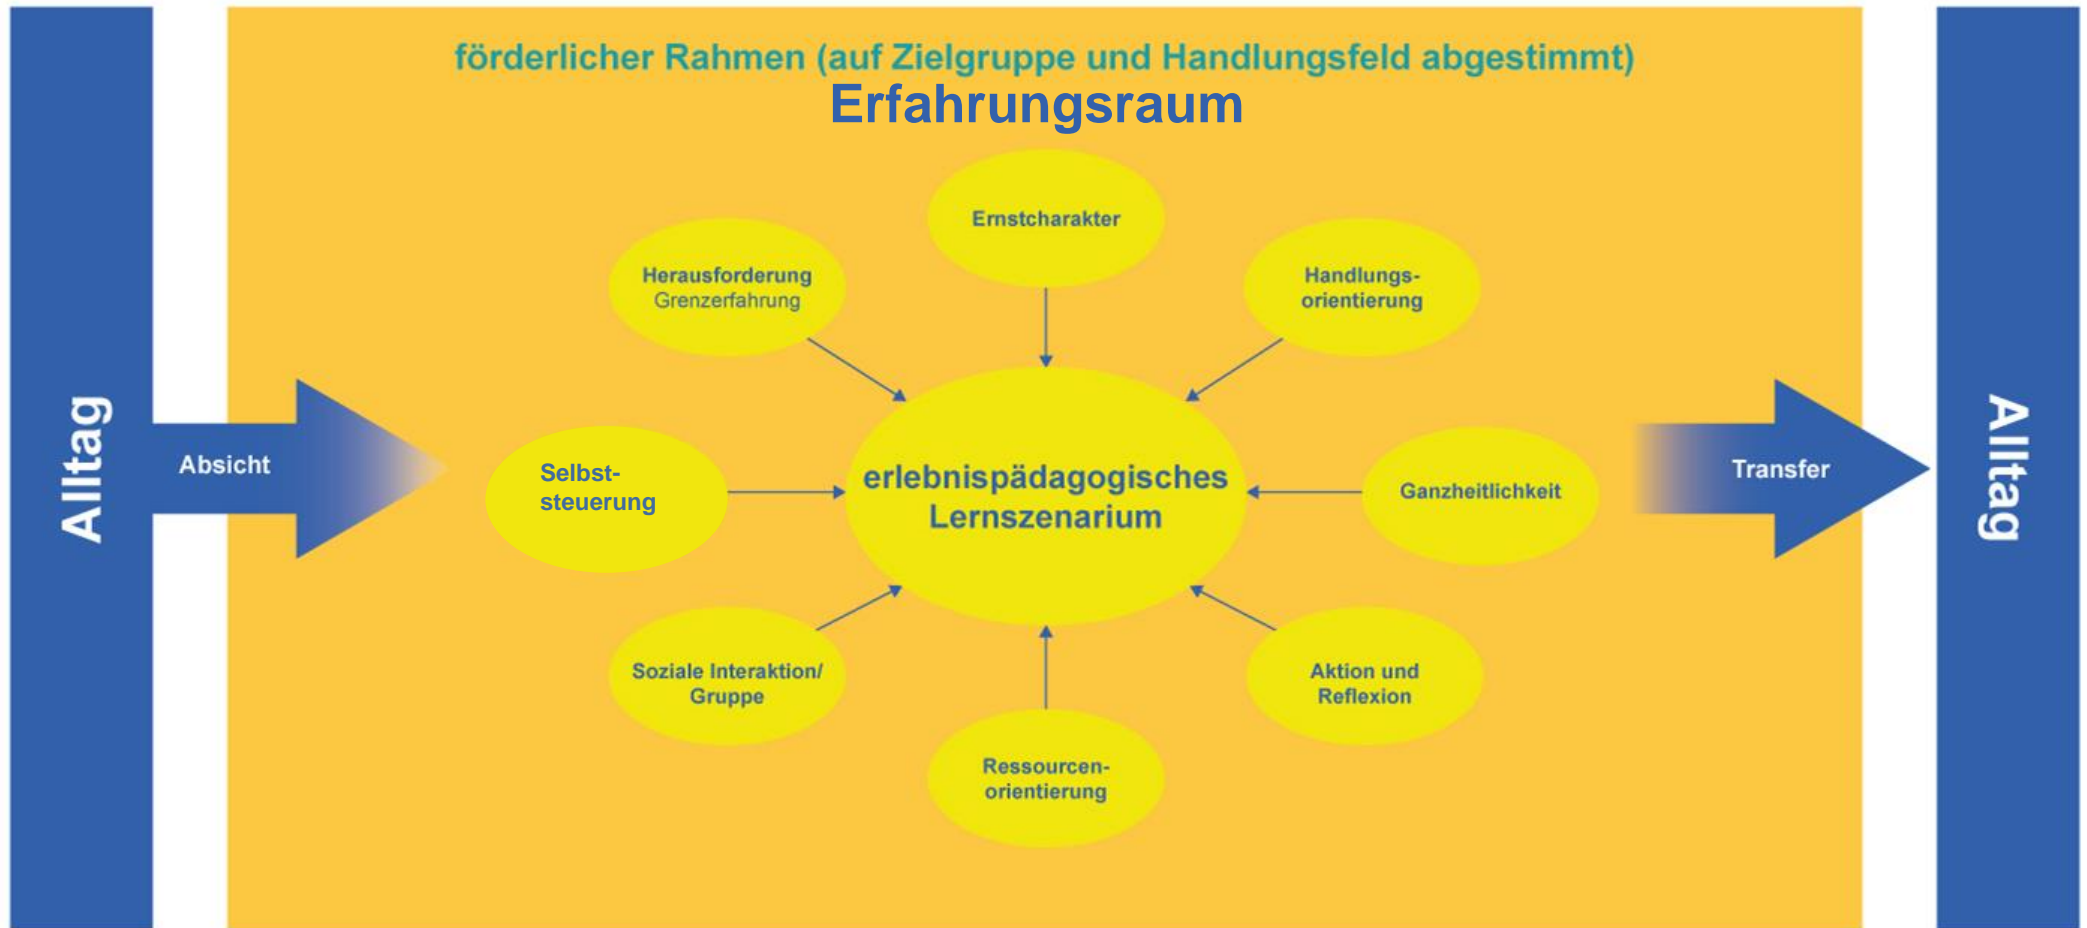 förderlicher Rahmen (auf Zielgruppe und Handlungsfeld abgestimmt)
Erfahrungsraum
Ernstcharakter
Herausforderung
Grenzerfahrung
Handlungs-
orientierung
Alltag
Absicht
Selbst-
steuerung
erlebnispädagogisches
Lernszenarium
Ganzheitlichkeit
Transfer
Alltag
Soziale Interaktion/
Gruppe
Aktion und
Reflexion
Ressourcen-
orientierung